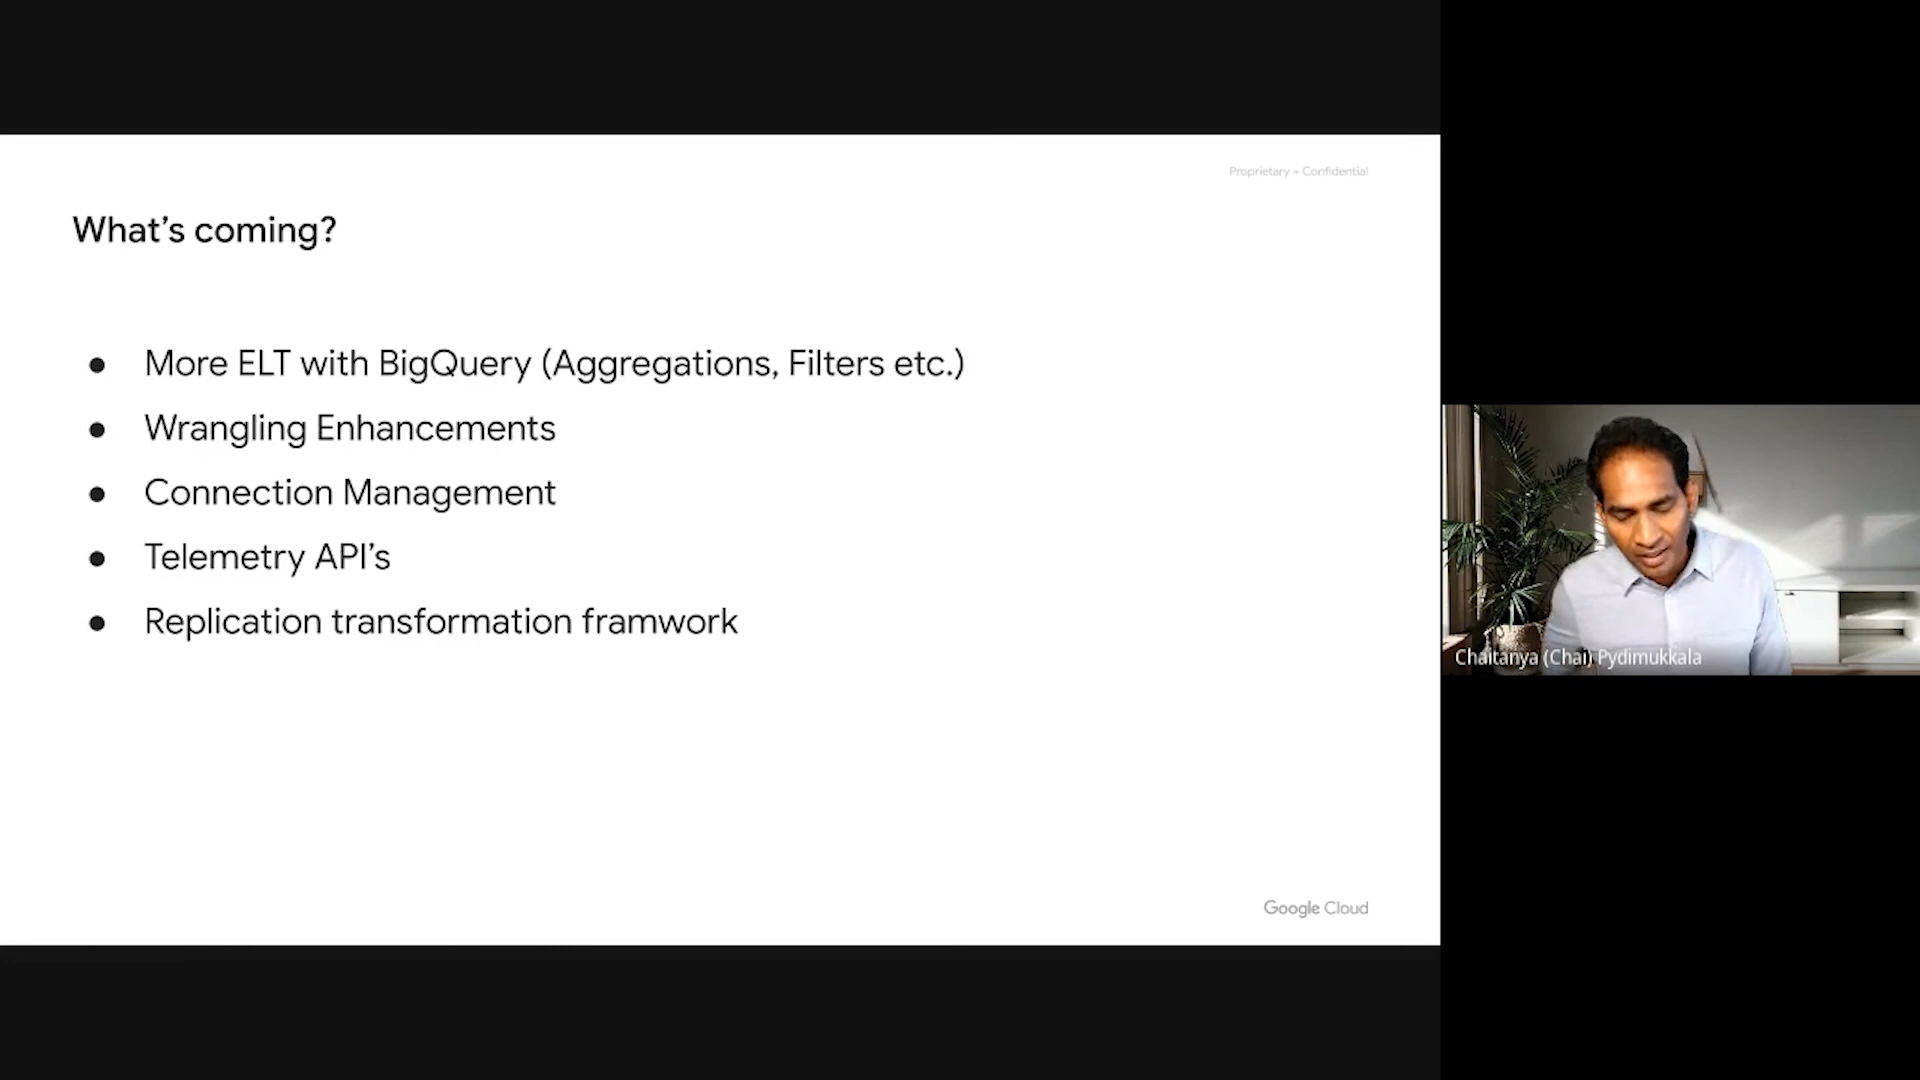 Proprietary + Confidential
What's coming?
● More ELT with BigQuery (Aggregations, Filters etc.)
● Wrangling Enhancements
● Connection Management
● Telemetry API's
● Replication transformation framwork
Chaitanya (Chai) Pydimukkala
Google Cloud